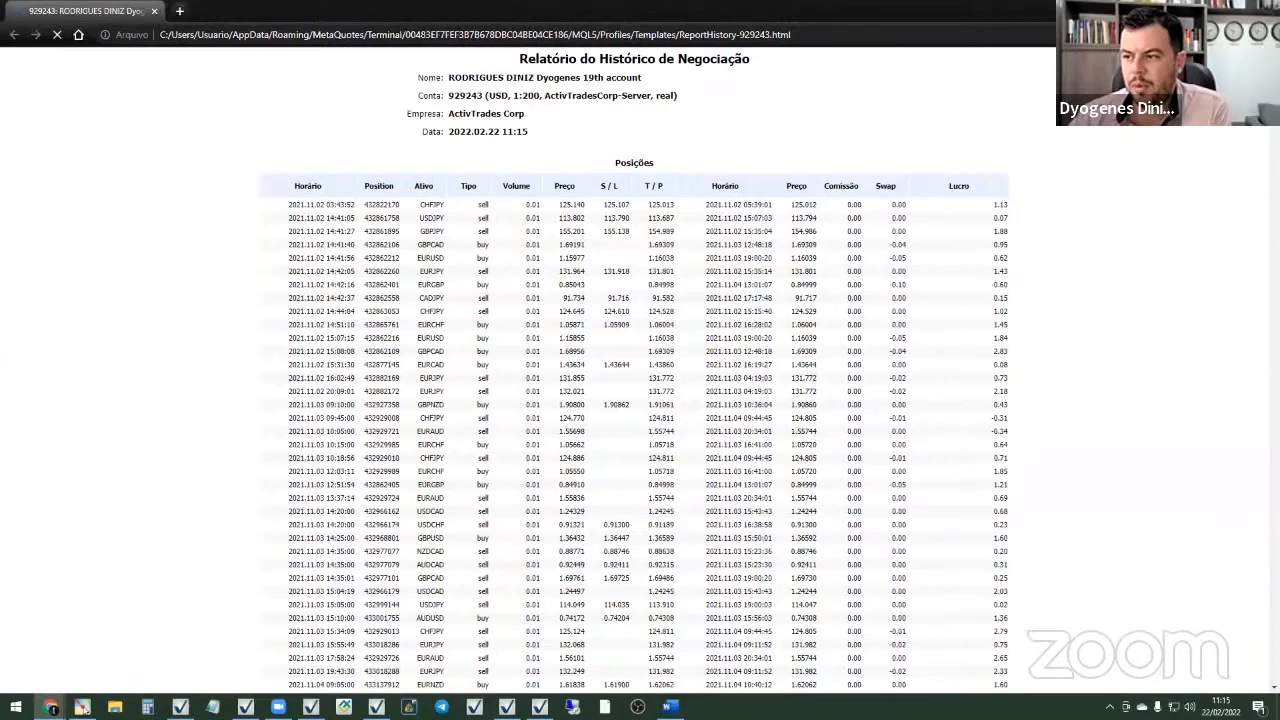 929243: RODRIGUES DINIZ Dyog
Arquivo | C:/Users/Usuario/AppData/Roaming/MetaQuotes/Terminal/
Relatório do Histórico de Negociação
Nome: RODRIGUES DINIZ Dyogenes 19th account
Conta: 929243 (USD, 1:200, ActivTradesCorp-Server, real)
Empresa: ActivTrades Corp
Data: 2022.02.22 11:15
Dyogenes Dini...
Posições
Horário Position Ativo Tipo Volume Preço S / L T / P Horário Preço Comissão Swap Lucro
2021.11.02 03:43:52 432822170 CHFJPY sell 0.01 125.140 125.107 125.013 2021.11.02 05:39:01 125.012 0.00 0.00 1.13
2021.11.02 14:41:05 432861758 USDJPY sell 0.01 113.802 113.790 113.687 2021.11.02 15:07:03 113.794 0.00 0.00 0.07
2021.11.02 14:41:27 432861895 GBPJPY sell 0.01 155.201 155.138 154.989 2021.11.02 15:35:04 154.986 0.00 0.00 1.88
2021.11.02 14:41:40 432862106 GBPCAD buy 0.01 1.69191 1.69309 2021.11.03 12:48:18 1.69309 0.00 -0.04 0.95
2021.11.02 14:41:56 432862212 EURUSD buy 0.01 1.15977 1.16038 2021.11.03 19:00:20 1.16039 0.00 -0.05 0.62
2021.11.02 14:42:05 432862260 EURJPY sell 0.01 131.964 131.918 131.801 2021.11.02 15:35:14 131.801 0.00 0.00 1.43
2021.11.02 14:42:16 432862401 EURGBP buy 0.01 0.85043 0.84998 2021.11.04 13:01:07 0.84999 0.00 -0.10 -0.60
2021.11.02 14:42:37 432862558 CADJPY sell 0.01 91.734 91.716 91.582 2021.11.02 17:17:48 91.717 0.00 0.00 0.15
2021.11.02 14:44:04 432863053 CHFJPY sell 0.01 124.645 124.610 124.528 2021.11.02 15:15:40 124.529 0.00 0.00 1.02
2021.11.02 14:51:10 432865761 EURCHF buy 0.01 1.05871 1.05909 1.06004 2021.11.02 16:28:02 1.06004 0.00 0.00 1.45
2021.11.02 15:07:15 432862216 EURUSD buy 0.01 1.15855 1.16038 2021.11.03 19:00:20 1.16039 0.00 -0.05 1.84
2021.11.02 15:08:08 432862109 GBPCAD buy 0.01 1.68956 1.69309 2021.11.03 12:48:18 1.69309 0.00 -0.04 2.83
2021.11.02 15:31:30 432877145 EURCAD buy 0.01 1.43634 1.43644 1.43860 2021.11.02 16:19:27 1.43644 0.00 0.00 0.08
2021.11.02 16:02:49 432882169 EURJPY sell 0.01 131.855 131.772 2021.11.03 04:19:03 131.772 0.00 -0.02 0.73
2021.11.02 20:09:01 432882172 EURJPY sell 0.01 132.021 131.772 2021.11.03 04:19:03 131.772 0.00 -0.02 2.18
2021.11.03 09:10:00 432927358 GBPNZD buy 0.01 1.90800 1.90862 1.91061 2021.11.03 10:36:04 1.90860 0.00 0.00 0.43
2021.11.03 09:45:00 432929008 CHFJPY sell 0.01 124.770 124.811 2021.11.04 09:44:45 124.805 0.00 -0.01 -0.31
2021.11.03 10:05:00 432929721 EURAUD sell 0.01 1.55698 1.55744 2021.11.03 20:34:01 1.55744 0.00 0.00 -0.34
2021.11.03 10:15:00 432929985 EURCHF buy 0.01 1.05662 1.05718 2021.11.03 16:41:00 1.05720 0.00 0.00 0.64
2021.11.03 10:18:56 432929010 CHFJPY sell 0.01 124.886 124.811 2021.11.04 09:44:45 124.805 0.00 -0.01 0.71
2021.11.03 12:03:11 432929989 EURCHF buy 0.01 1.05550 1.05718 2021.11.03 16:41:00 1.05720 0.00 0.00 1.85
2021.11.03 12:51:54 432862405 EURGBP buy 0.01 0.84910 0.84998 2021.11.04 13:01:07 0.84999 0.00 -0.05 1.21
2021.11.03 13:37:14 432929724 EURAUD sell 0.01 1.55836 1.55744 2021.11.03 20:34:01 1.55744 0.00 0.00 0.69
2021.11.03 14:20:00 432966162 USDCAD sell 0.01 1.24329 1.24245 2021.11.03 15:43:43 1.24244 0.00 0.00 0.68
2021.11.03 14:20:00 432966174 USDCHF sell 0.01 0.91321 0.91300 0.91189 2021.11.03 16:38:58 0.91300 0.00 0.00 0.23
2021.11.03 14:25:00 432968801 GBPUSD buy 0.01 1.36432 1.36447 1.36589 2021.11.03 15:50:01 1.36592 0.00 0.00 1.60
2021.11.03 14:35:00 432977077 NZDCAD sell 0.01 0.88771 0.88746 0.88638 2021.11.03 15:23:36 0.88746 0.00 0.00 0.20
2021.11.03 14:35:00 432977079 AUDCAD sell 0.01 0.92449 0.92411 0.92315 2021.11.03 15:23:30 0.92411 0.00 0.00 0.31
2021.11.03 14:35:01 432977101 GBPCAD sell 0.01 1.69761 1.69725 1.69486 2021.11.03 19:00:20 1.69730 0.00 0.00 0.25
2021.11.03 15:04:19 432966179 USDCAD sell 0.01 1.24497 1.24245 2021.11.03 15:43:43 1.24244 0.00 0.00 2.03
2021.11.03 15:05:00 432999144 USDJPY sell 0.01 114.049 114.035 113.910 2021.11.03 19:00:03 114.047 0.00 0.00 0.02
2021.11.03 15:10:00 433001755 AUDUSD buy 0.01 0.74172 0.74204 0.74308 2021.11.03 15:56:03 0.74308 0.00 0.00 1.36
2021.11.03 15:34:09 432929013 CHFJPY sell 0.01 125.124 124.811 2021.11.04 09:44:45 124.805 0.00 -0.01 2.79
2021.11.03 15:55:49 433018286 EURJPY sell 0.01 132.068 131.982 2021.11.04 09:11:52 131.982 0.00 -0.02 0.75
2021.11.03 17:58:24 432929726 EURAUD sell 0.01 1.56101 1.55744 2021.11.03 20:34:01 1.55744 0.00 0.00 2.65
2021.11.03 19:43:30 433018288 EURJPY sell 0.01 132.249 131.982 2021.11.04 09:11:52 131.982 0.00 -0.02 2.33
2021.11.04 09:05:00 433137912 EURNZD buy 0.01 1.61838 1.61900 1.62062 2021.11.04 10:40:12 1.62062 0.00 0.00 1.60
zoom
11:15
22/02/2022